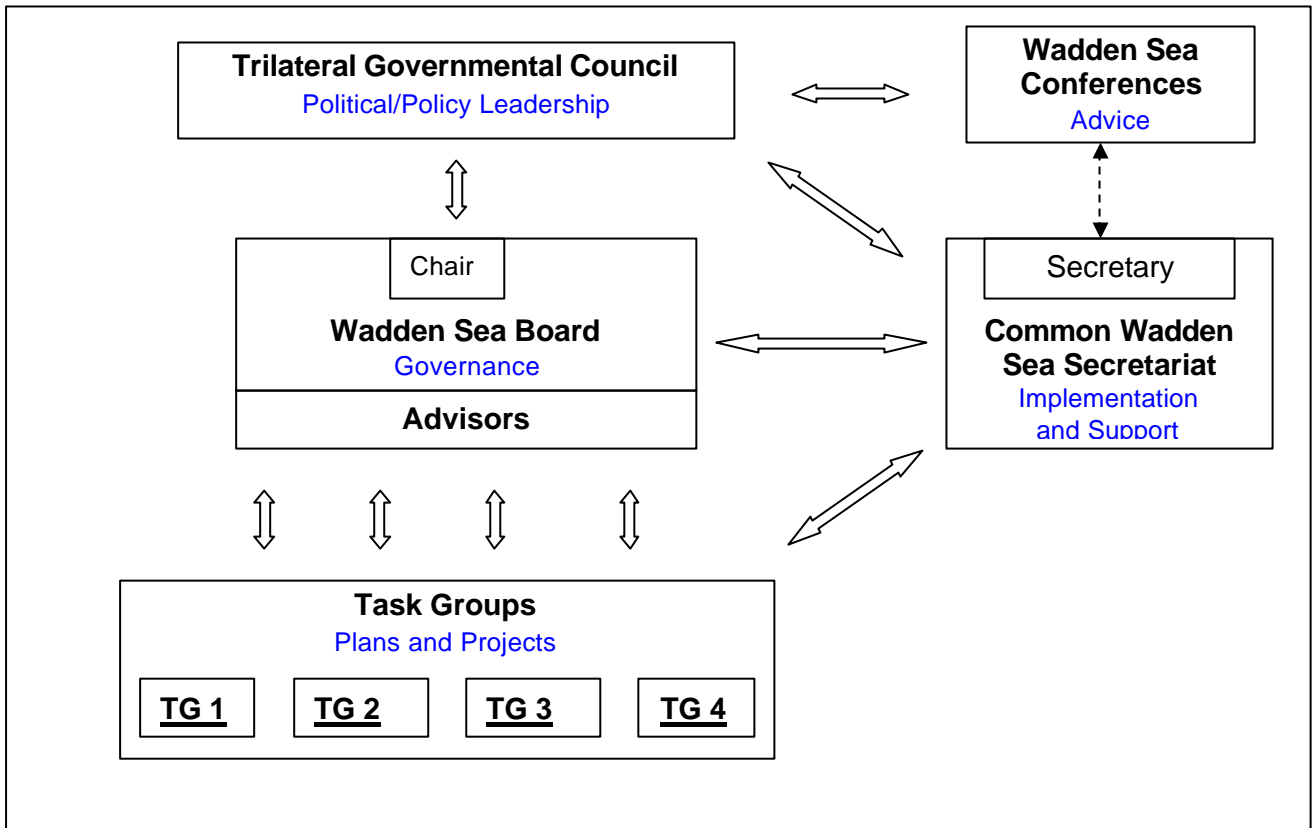 Trilateral Governmental Council
Political/Policy Leadership
Wadden Sea
Conferences
Advice
Chair
Wadden Sea Board
Governance
Advisors
Secretary
Common Wadden
Sea Secretariat
Implementation
and Support
Task Groups
Plans and Projects
TG 1
TG 2
TG 3
TG 4